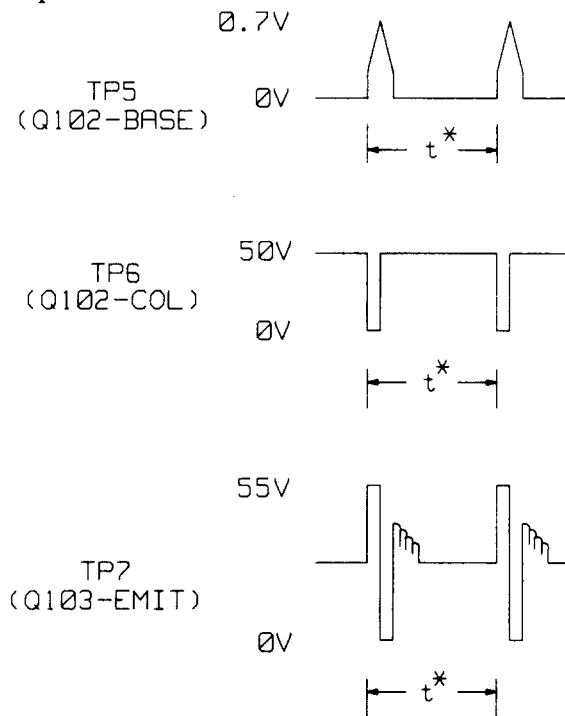 0.7V
TP5
(Q102-BASE)
0V
t*
50V
TP6
(Q102-COL)
0V
t*
55V
TP7
(Q103-EMIT)
0V
t*